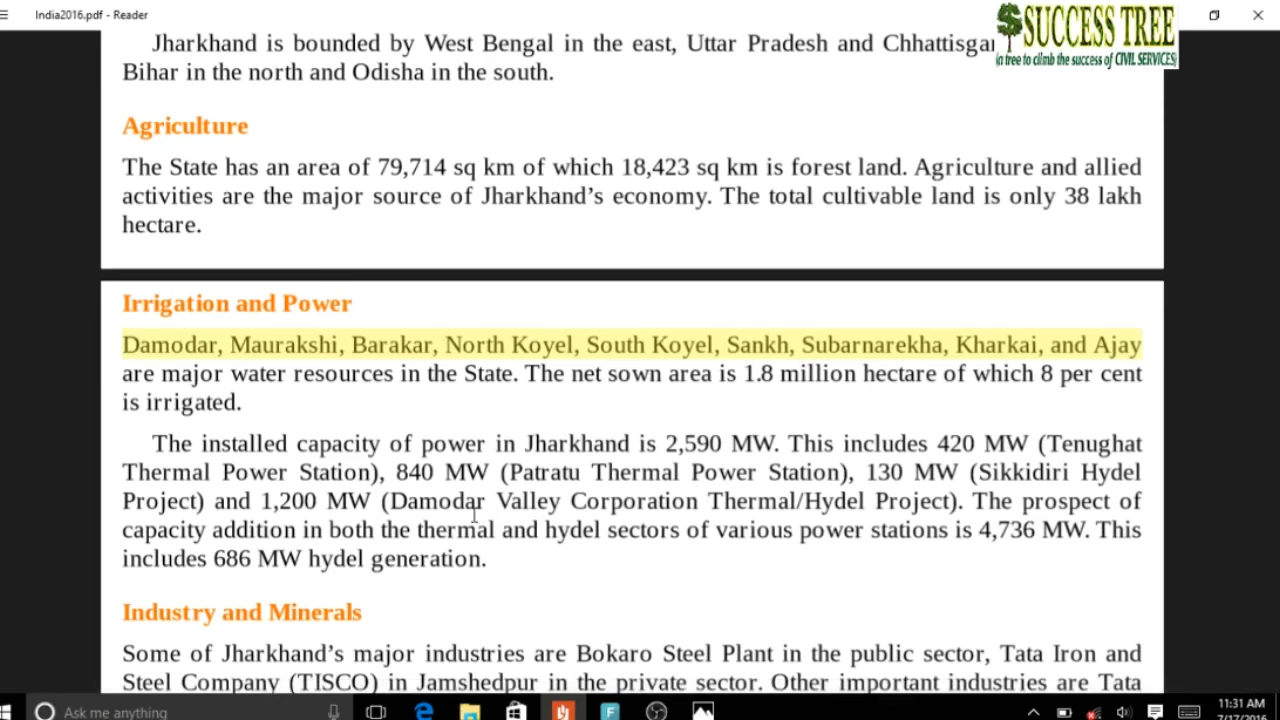 India2016.pdf - Reader
SUCCESS TREE
(a tree to climb the success of CIVIL SERVICES)
Jharkhand is bounded by West Bengal in the east, Uttar Pradesh and
Bihar in the north and Odisha in the south.
Agriculture
The State has an area of 79,714 sq km of which 18,423 sq km is forest land. Agriculture and allied
activities are the major source of Jharkhand’s economy. The total cultivable land is only 38 lakh
hectare.
Irrigation and Power
Damodar, Maurakshi, Barakar, North Koyel, South Koyel, Sankh, Subarnarekha, Kharkai, and Ajay
are major water resources in the State. The net sown area is 1.8 million hectare of which 8 per cent
is irrigated.
The installed capacity of power in Jharkhand is 2,590 MW. This includes 420 MW (Tenughat
Thermal Power Station), 840 MW (Patratu Thermal Power Station), 130 MW (Sikkidiri Hydel
Project) and 1,200 MW (Damodar Valley Corporation Thermal/Hydel Project). The prospect of
capacity addition in both the thermal and hydel sectors of various power stations is 4,736 MW. This
includes 686 MW hydel generation.
Industry and Minerals
Some of Jharkhand’s major industries are Bokaro Steel Plant in the public sector, Tata Iron and
Steel Company (TISCO) in Jamshedpur in the private sector. Other important industries are Tata
Ask me anything
11:31 AM
7/17/2016